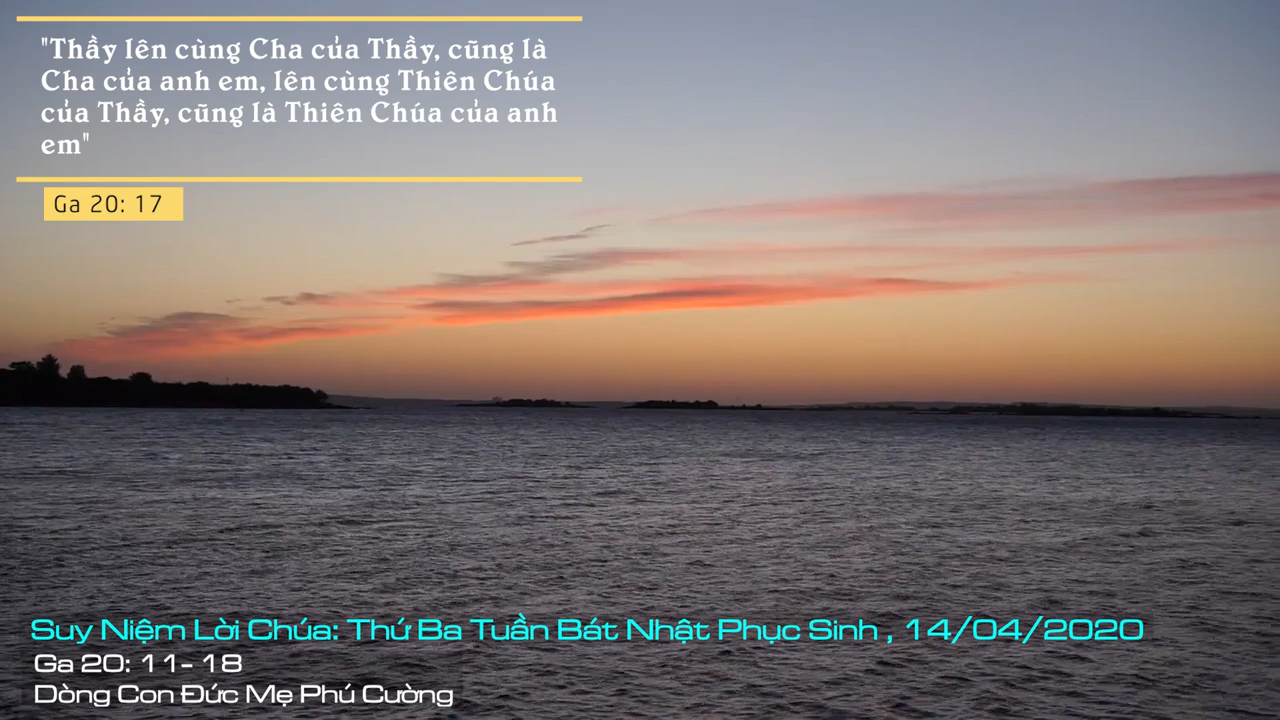 "Thầy lên cùng Cha của Thầy, cũng là
Cha của anh em, lên cùng Thiên Chúa
của Thầy, cũng là Thiên Chúa của anh
em"
Ga 20: 17
Suy Niệm Lời Chúa: Thứ Ba Tuần Bát Nhật Phục Sinh , 14/04/2020
Ga 20: 11- 18
Dòng Con Đức Mẹ Phú Cường